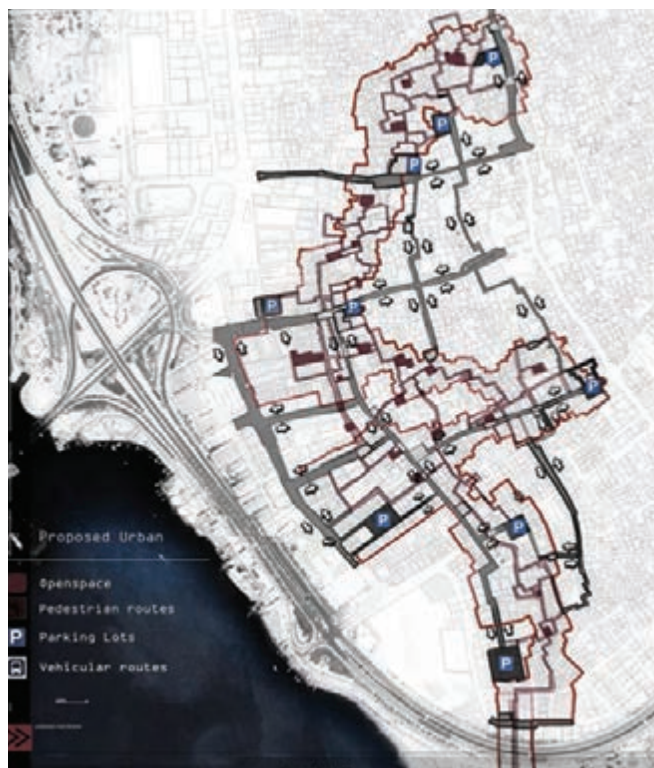 P
P
P
P
P
P
P
P
P
Proposed Urban
Openspace
Pedestrian routes
P Parking Lots
Vehicular routes